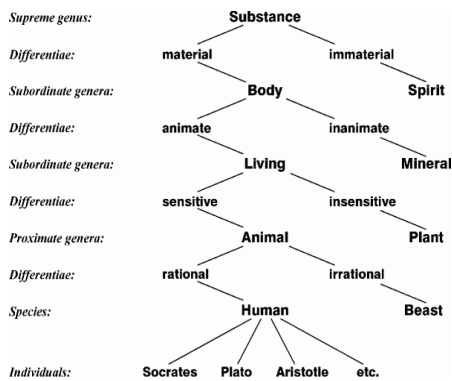 Supreme genus: Substance
Differentiae: material immaterial
Subordinate genera: Body Spirit
Differentiae: animate inanimate
Subordinate genera: Living Mineral
Differentiae: sensitive insensitive
Proximate genera: Animal Plant
Differentiae: rational irrational
Species: Human Beast
Individuals: Socrates Plato Aristotle etc.